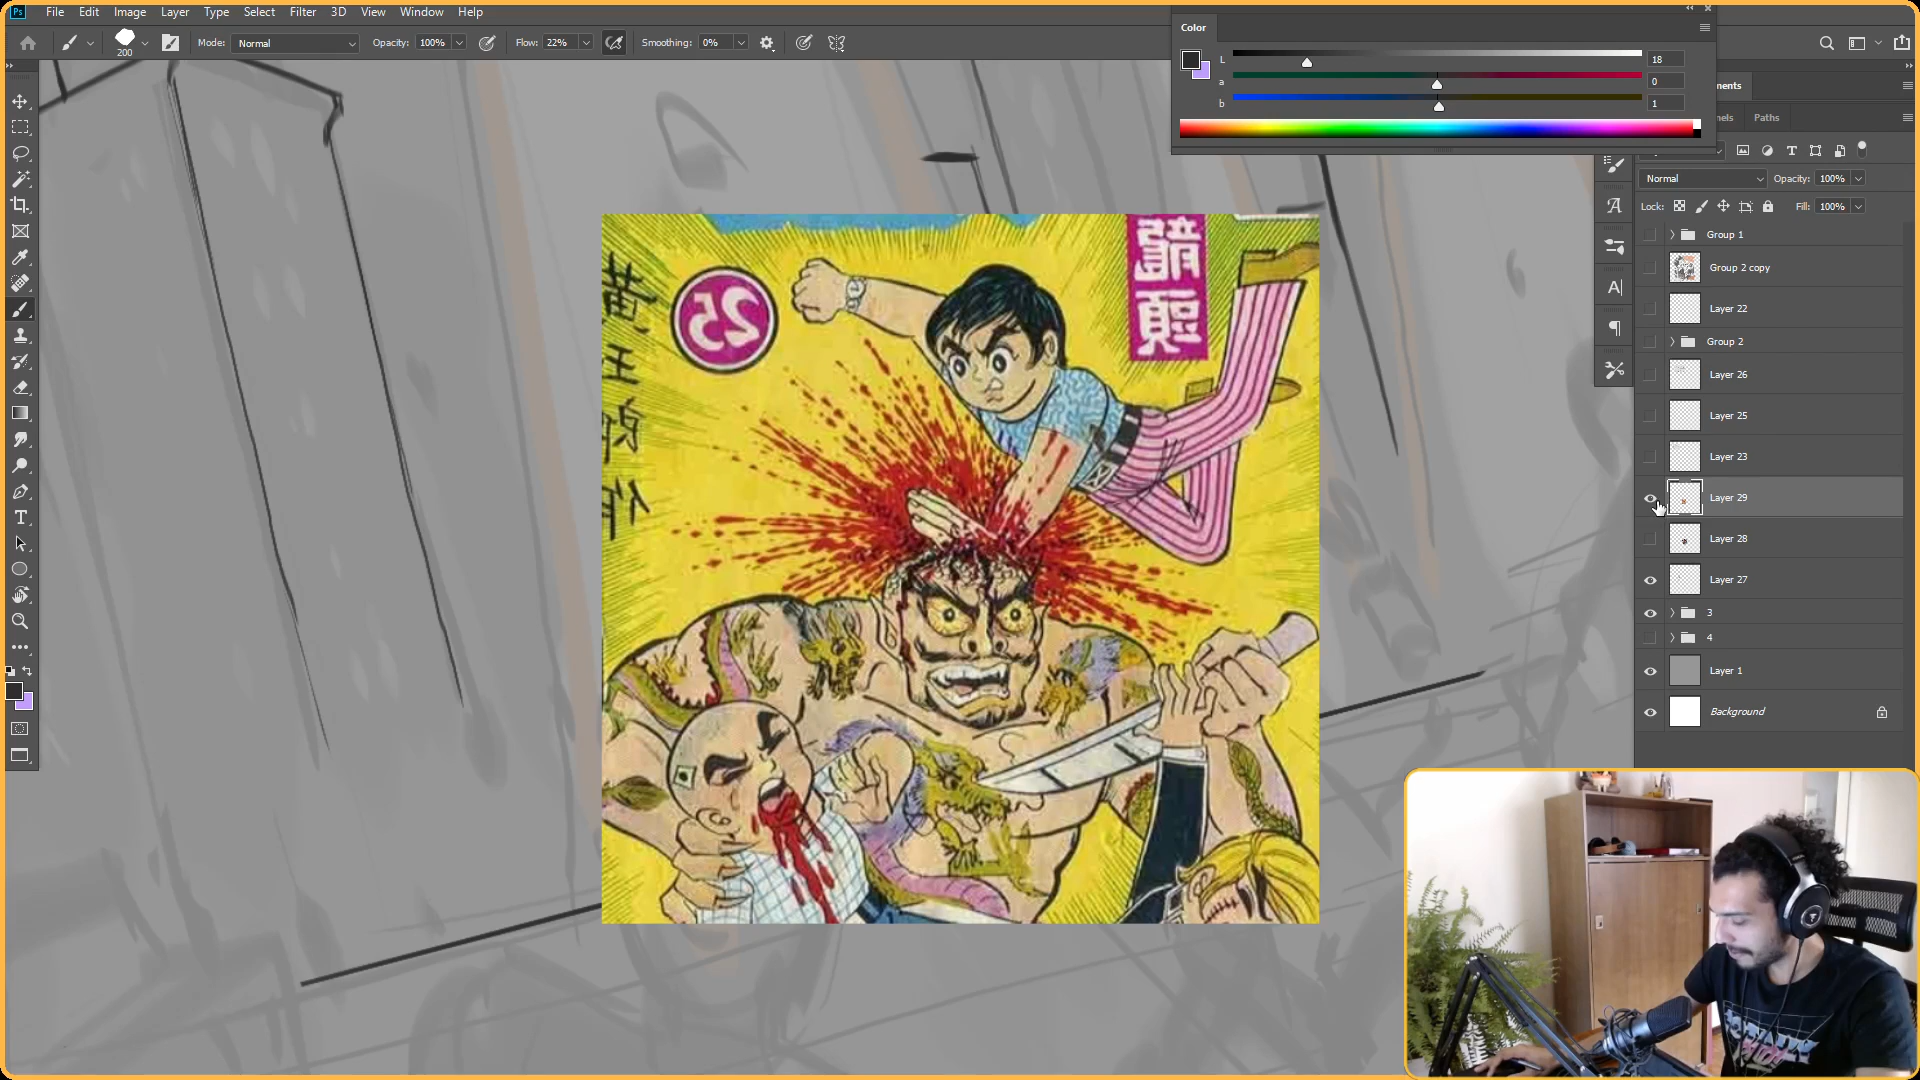 Ps File Edit Image Layer Type Select Filter 3D View Window Help
200 Mode: Normal Opacity: 100% Flow: 22% Smoothing: 0%
Color
L 18
a 0
b 1
Paths
Normal Opacity: 100%
Lock: Fill: 100%
Group 1
Group 2 copy
Layer 22
Group 2
Layer 26
Layer 25
Layer 23
Layer 29
Layer 28
Layer 27
3
4
Layer 1
Background
25